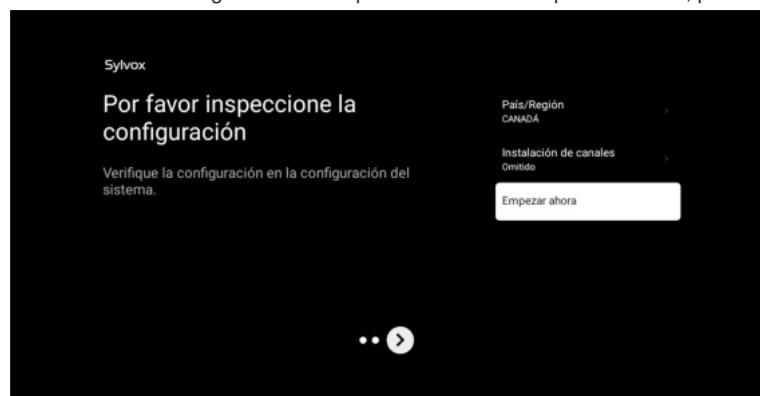 Sylvox
Por favor inspeccione la
configuración
Verifique la configuración en la configuración del
sistema.
País/Región
CANADÁ
Instalación de canales
Omitido
Empezar ahora